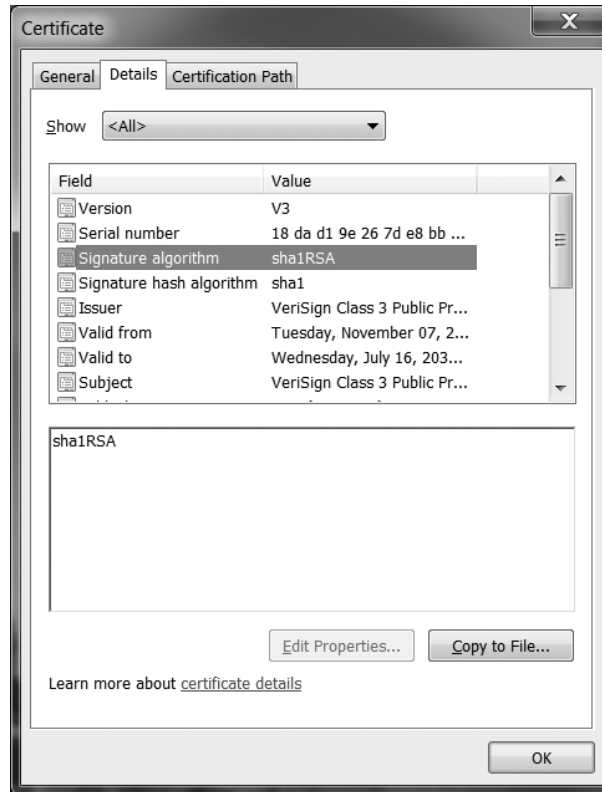 Certificate
X
General Details Certification Path
Show <All>
Field Value
Version V3
Serial number 18 da d1 9e 26 7d e8 bb ...
Signature algorithm sha1RSA
Signature hash algorithm sha1
Issuer VeriSign Class 3 Public Pr...
Valid from Tuesday, November 07, 2...
Valid to Wednesday, July 16, 203...
Subject VeriSign Class 3 Public Pr...
sha1RSA
Edit Properties... Copy to File...
Learn more about certificate details
OK